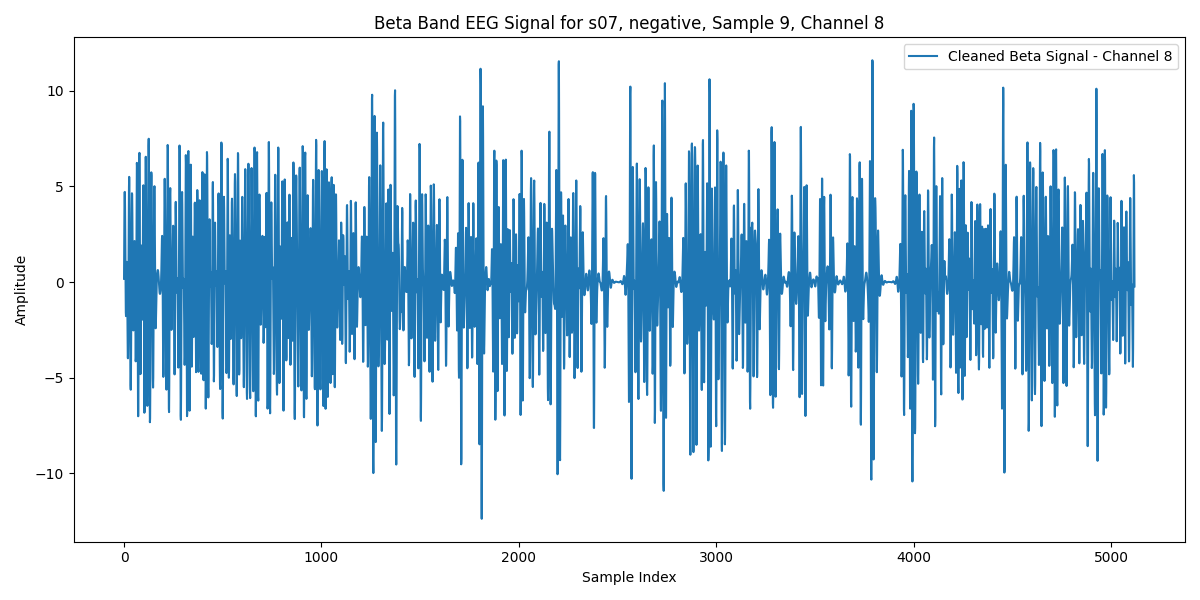 Beta Band EEG Signal for s07, negative, Sample 9, Channel 8
Cleaned Beta Signal - Channel 8
Amplitude
10
5
0
−5
−10
0 1000 2000 3000 4000 5000
Sample Index